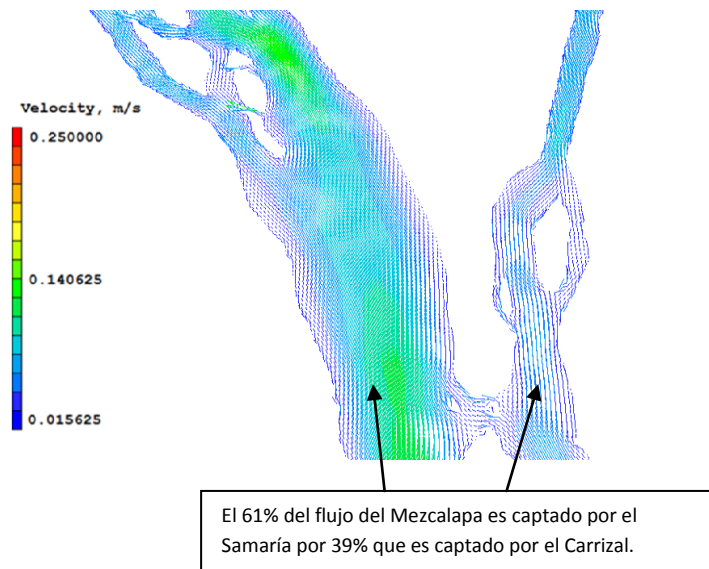 Velocity, m/s
0.250000
0.140625
0.015625
El 61% del flujo del Mezcalapa es captado por el
Samaría por 39% que es captado por el Carrizal.